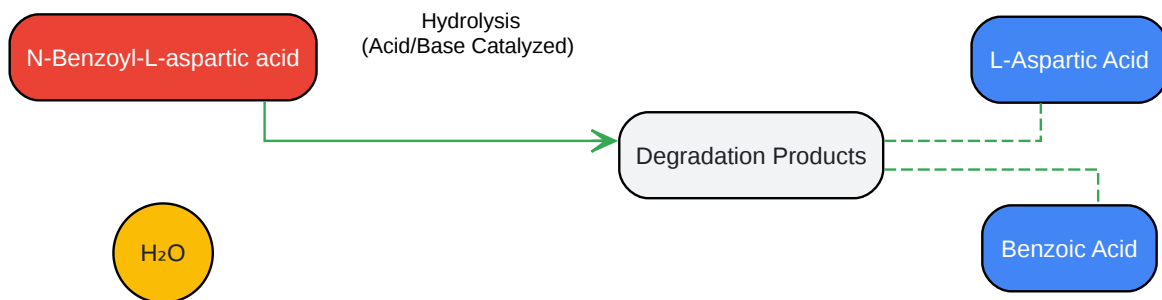 N-Benzoyl-L-aspartic acid
Hydrolysis
(Acid/Base Catalyzed)
L-Aspartic Acid
Degradation Products
H₂O
Benzoic Acid